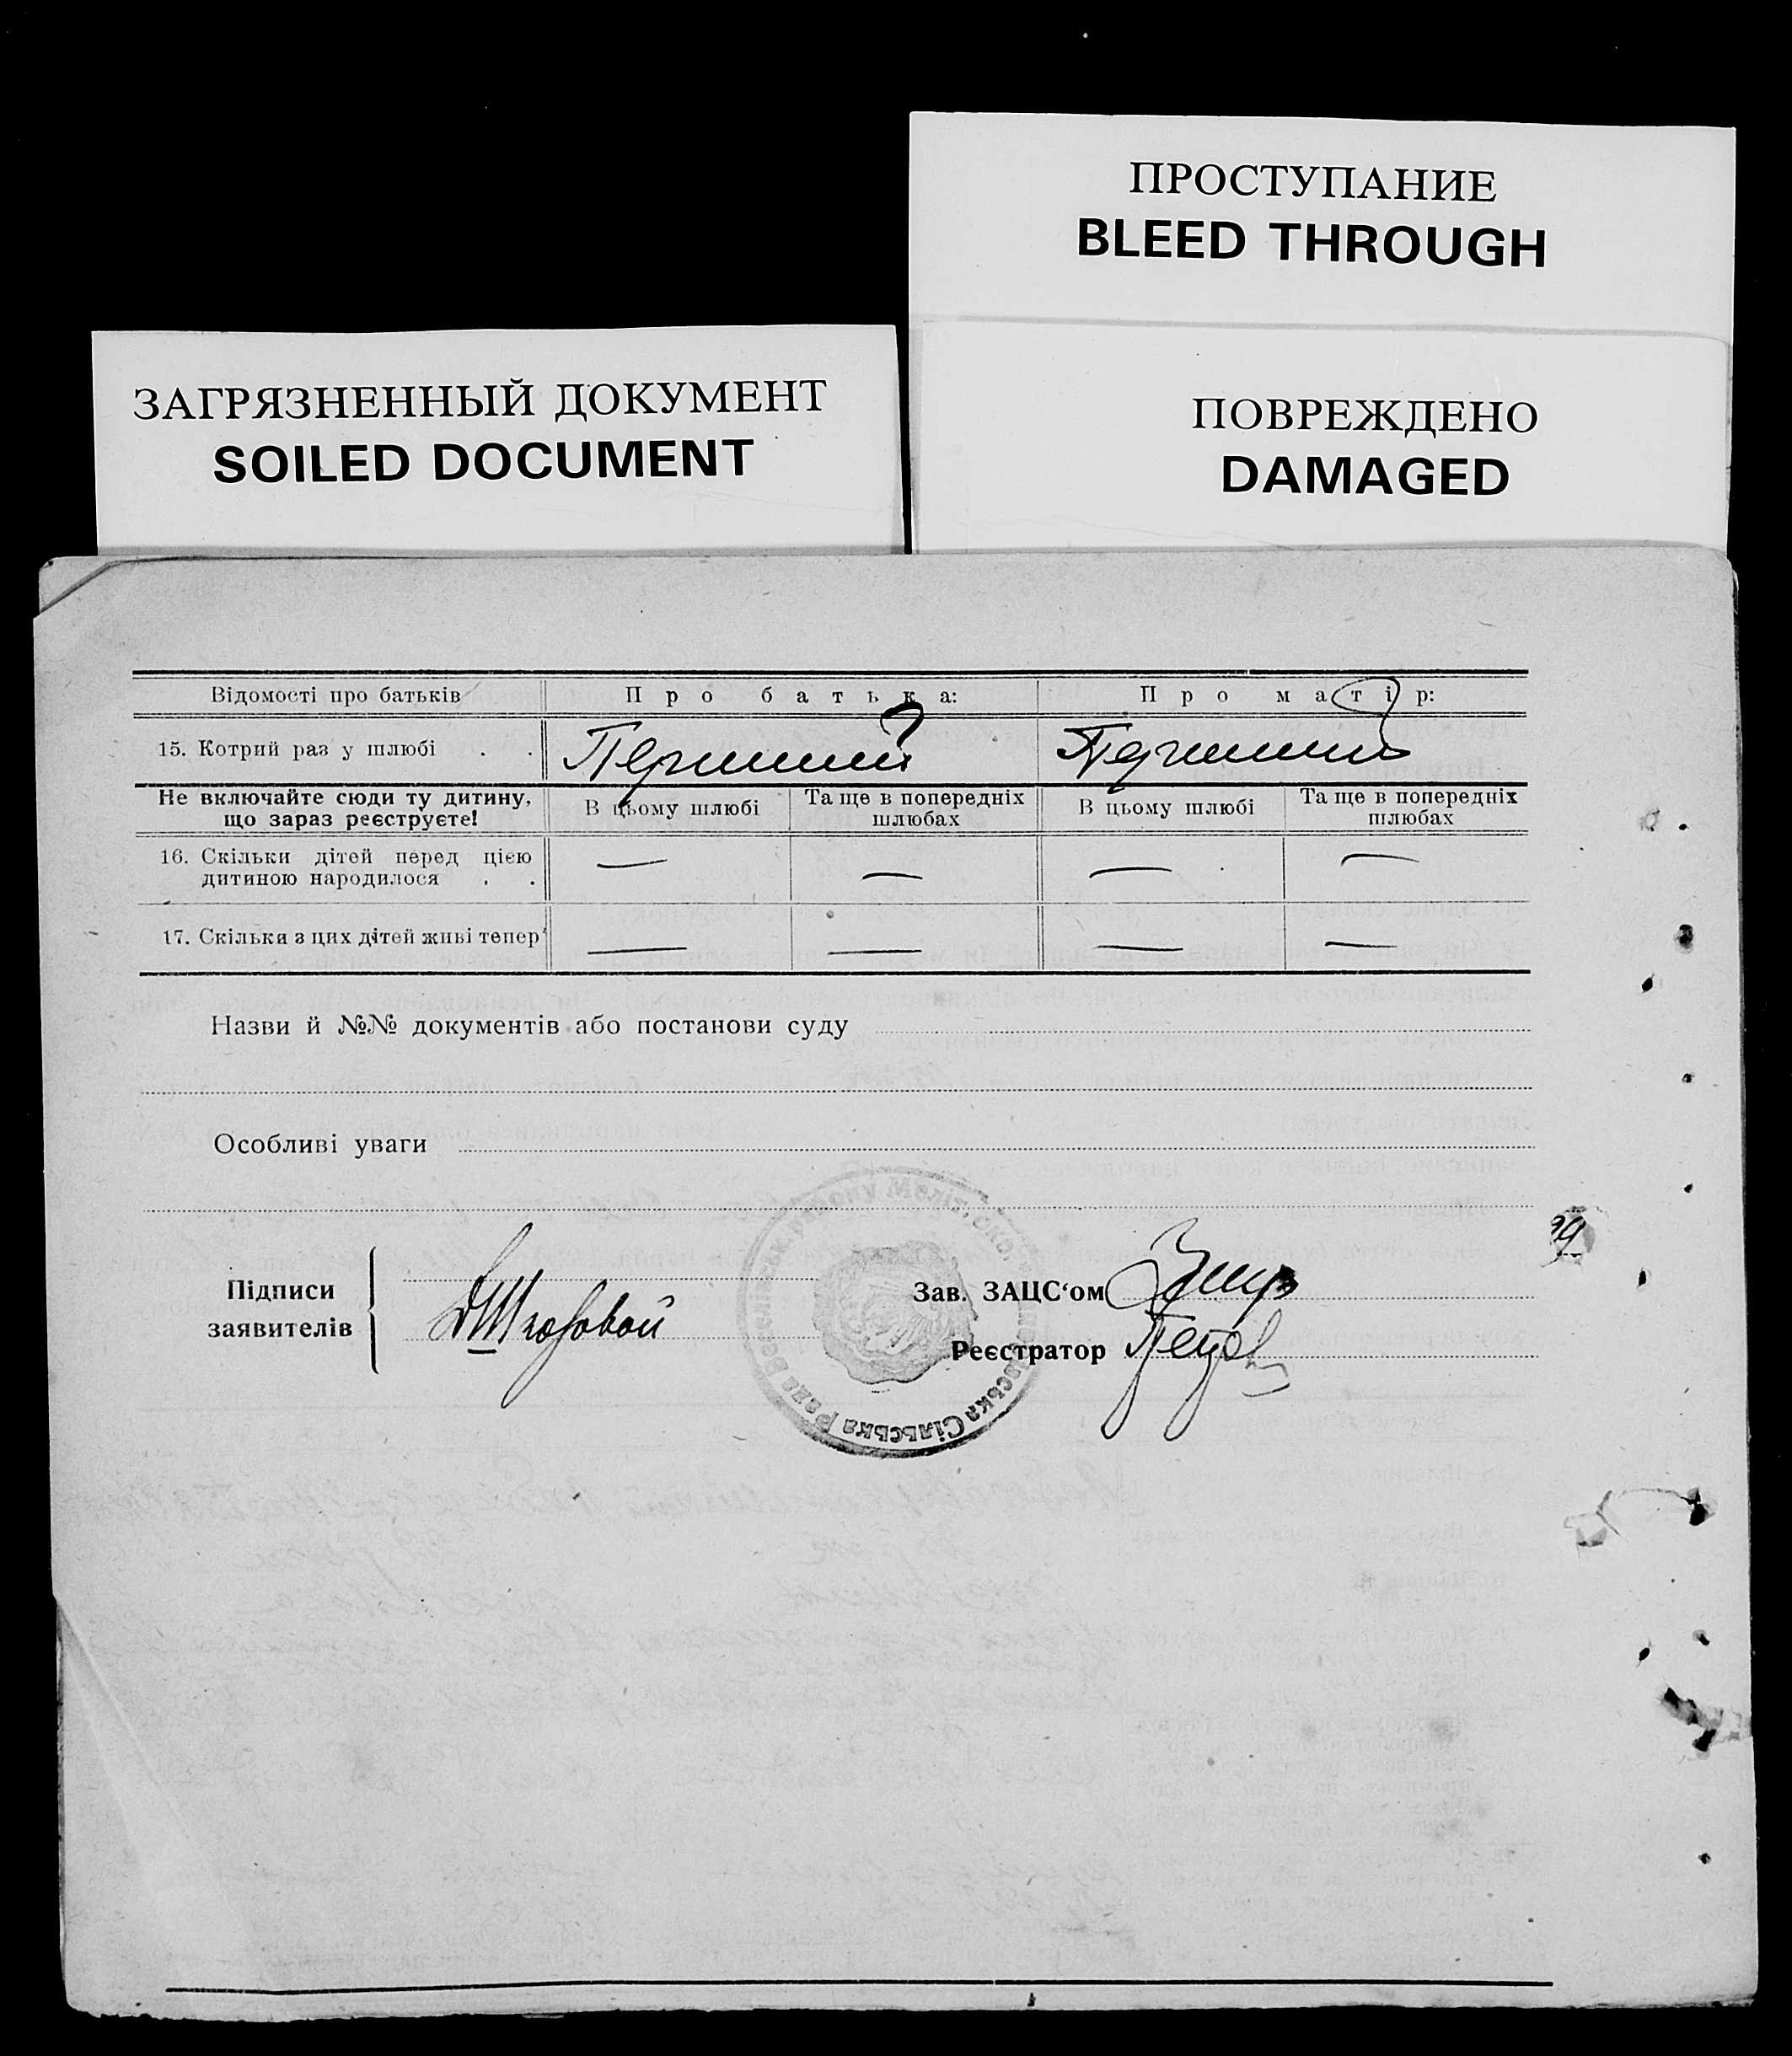 ПРОСТУПАНИЕ
BLEED THROUGH
ЗАГРЯЗНЕННЫЙ ДОКУМЕНТ
SOILED DOCUMENT
ПОВРЕЖДЕНО
DAMAGED
Відомості про батьків Про батька: Про матір:
15. Котрий раз у шлюбі . . Перший Перший
Не включайте сюди ту дитину, що зараз реєструєте! В цьому шлюбі Та ще в попередніх шлюбах В цьому шлюбі Та ще в попередніх шлюбах
16. Скільки дітей перед цією дитиною народилося . . — — — —
17. Скільки з цих дітей живі тепер — — — —
Назви й №№ документів або постанови суду
Особливі уваги
Підписи заявителів
Зав. ЗАЦС'ом
Реєстратор
Сільська Рада